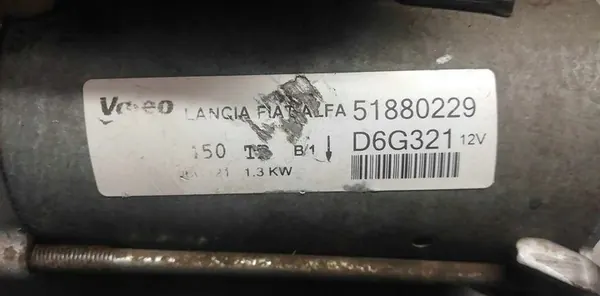 Valeo LANCIA FIAT ALFA 51880229
150 B/1 ↓ D6G321 12V
1.3 KW